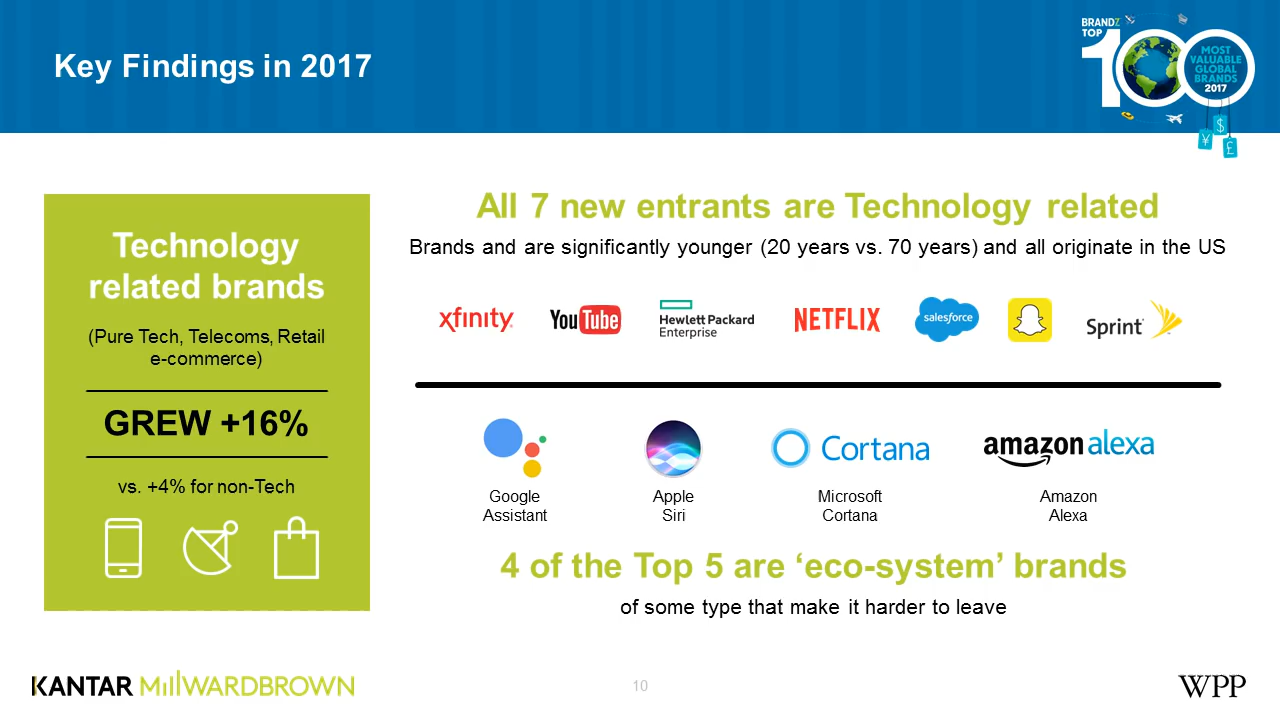 Key Findings in 2017
BRANDZ
TOP
100
MOST
VALUABLE
GLOBAL
BRANDS
2017
¥
$
£
Technology
related brands
(Pure Tech, Telecoms, Retail
e-commerce)
GREW +16%
vs. +4% for non-Tech
All 7 new entrants are Technology related
Brands and are significantly younger (20 years vs. 70 years) and all originate in the US
xfinity
YouTube
Hewlett Packard
Enterprise
NETFLIX
salesforce
Sprint
Cortana
amazon alexa
Google
Assistant
Apple
Siri
Microsoft
Cortana
Amazon
Alexa
4 of the Top 5 are ‘eco-system’ brands
of some type that make it harder to leave
KANTAR MillWARDBROWN
10
WPP